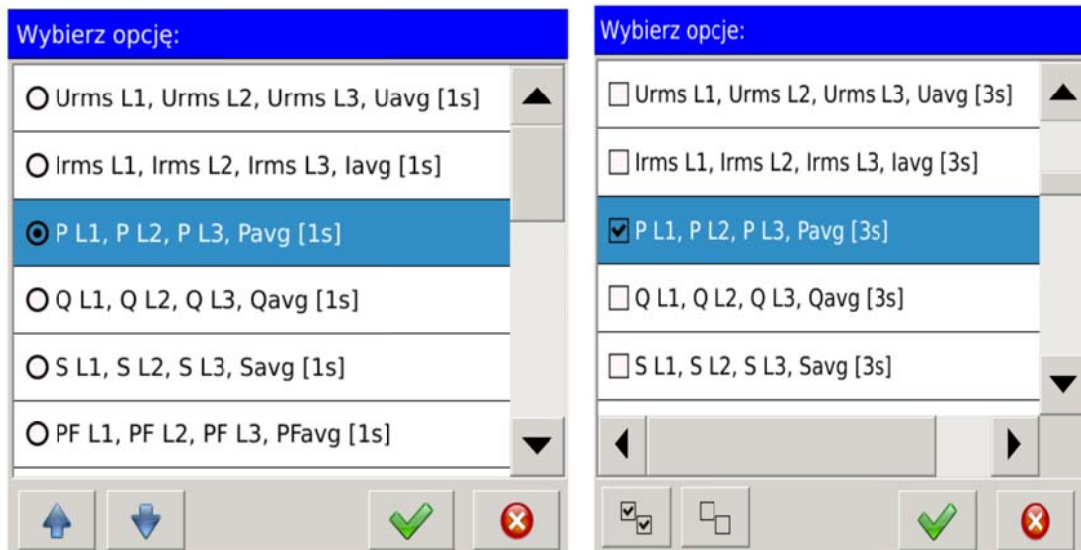 Wybierz opcję:
Urms L1, Urms L2, Urms L3, Uavg [1s]
Irms L1, Irms L2, Irms L3, Iavg [1s]
P L1, P L2, P L3, Pavg [1s]
Q L1, Q L2, Q L3, Qavg [1s]
S L1, S L2, S L3, Savg [1s]
PF L1, PF L2, PF L3, PFavg [1s]
Wybierz opcje:
Urms L1, Urms L2, Urms L3, Uavg [3s]
Irms L1, Irms L2, Irms L3, Iavg [3s]
P L1, P L2, P L3, Pavg [3s]
Q L1, Q L2, Q L3, Qavg [3s]
S L1, S L2, S L3, Savg [3s]